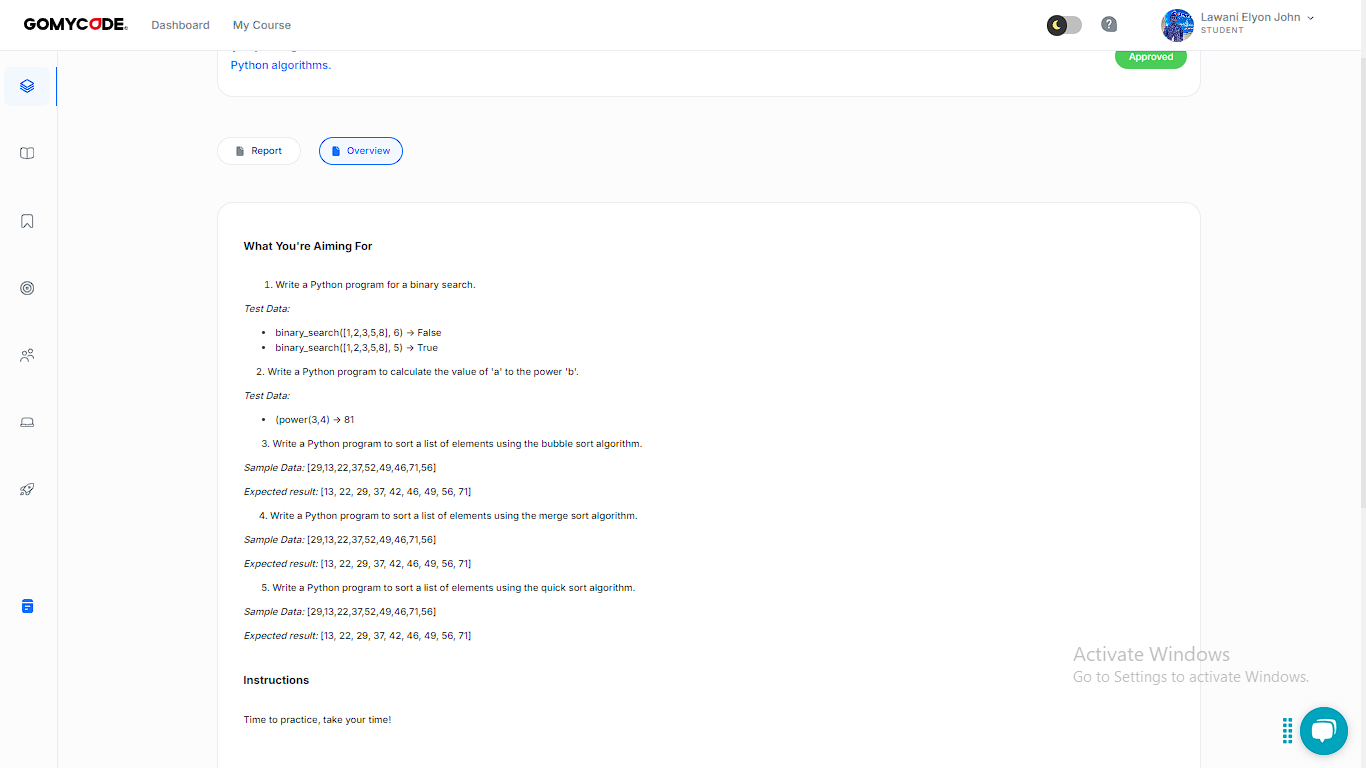 GOMYCODE
Dashboard
My Course
?
Lawani Elyon John
STUDENT
Python algorithms.
Approved
Report
Overview
What You're Aiming For
1. Write a Python program for a binary search.
Test Data:
• binary_search([1,2,3,5,8], 6) → False
• binary_search([1,2,3,5,8], 5) → True
2. Write a Python program to calculate the value of 'a' to the power 'b'.
Test Data:
• (power(3,4) → 81
3. Write a Python program to sort a list of elements using the bubble sort algorithm.
Sample Data: [29,13,22,37,52,49,46,71,56]
Expected result: [13, 22, 29, 37, 42, 46, 49, 56, 71]
4. Write a Python program to sort a list of elements using the merge sort algorithm.
Sample Data: [29,13,22,37,52,49,46,71,56]
Expected result: [13, 22, 29, 37, 42, 46, 49, 56, 71]
5. Write a Python program to sort a list of elements using the quick sort algorithm.
Sample Data: [29,13,22,37,52,49,46,71,56]
Expected result: [13, 22, 29, 37, 42, 46, 49, 56, 71]
Instructions
Time to practice, take your time!
Activate Windows
Go to Settings to activate Windows.